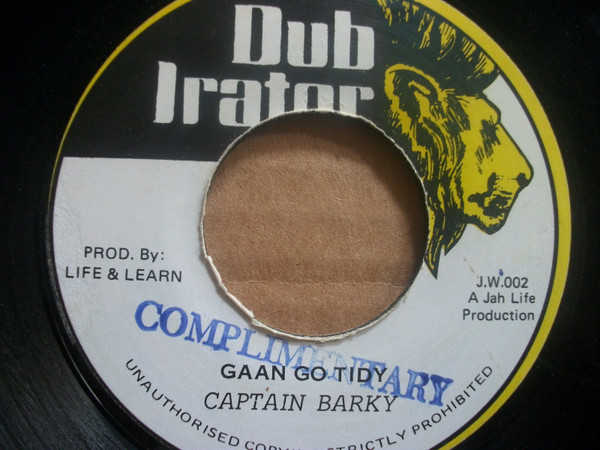 Dub
Irator
PROD. By:
LIFE & LEARN
J.W.002
A Jah Life
Production
COMPLIMENTARY
GAAN GO TIDY
CAPTAIN BARKY
UNAUTHORISED STRICTLY PROHIBITED